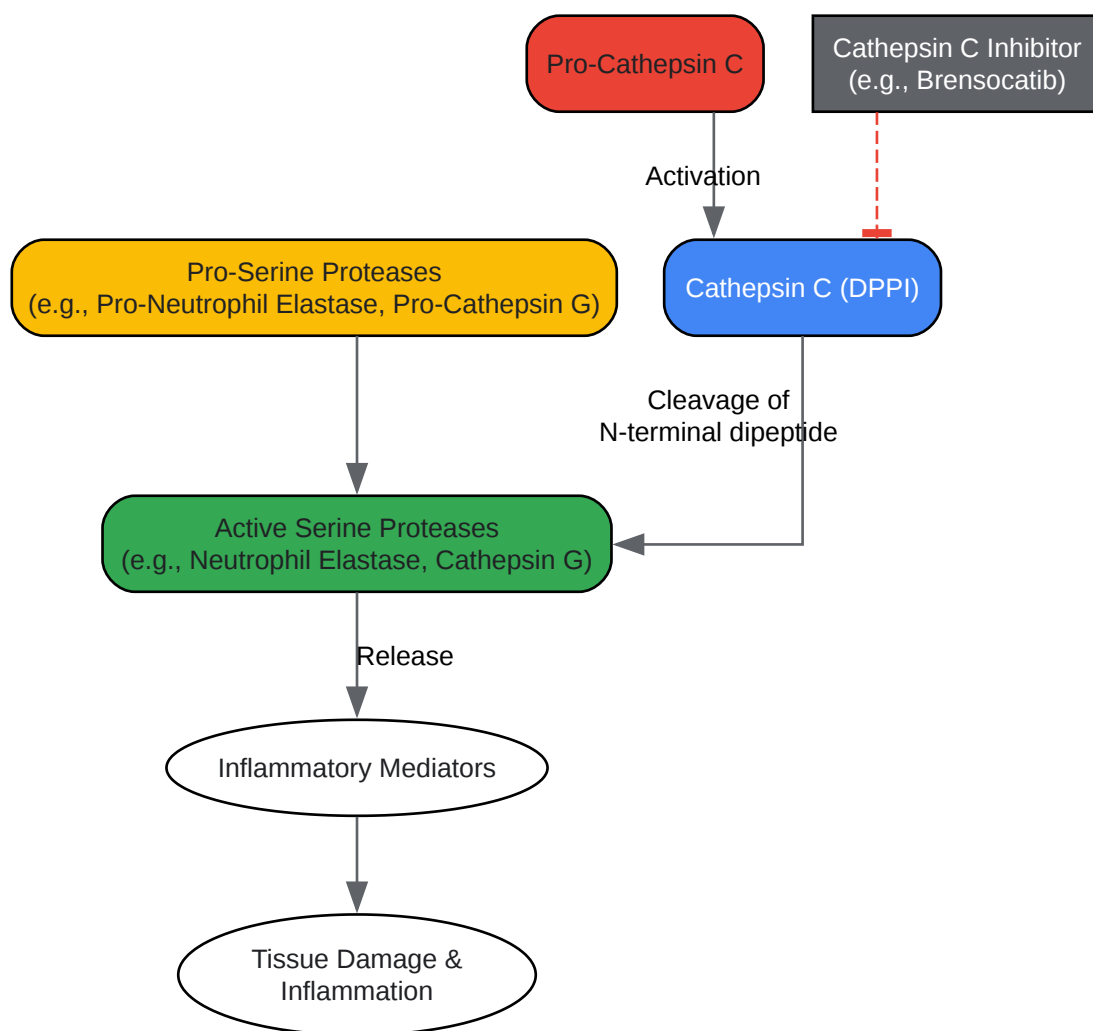 Pro-Cathepsin C
Cathepsin C Inhibitor
(e.g., Brensocatib)
Activation
Pro-Serine Proteases
(e.g., Pro-Neutrophil Elastase, Pro-Cathepsin G)
Cathepsin C (DPPI)
Cleavage of
N-terminal dipeptide
Active Serine Proteases
(e.g., Neutrophil Elastase, Cathepsin G)
Release
Inflammatory Mediators
Tissue Damage &
Inflammation